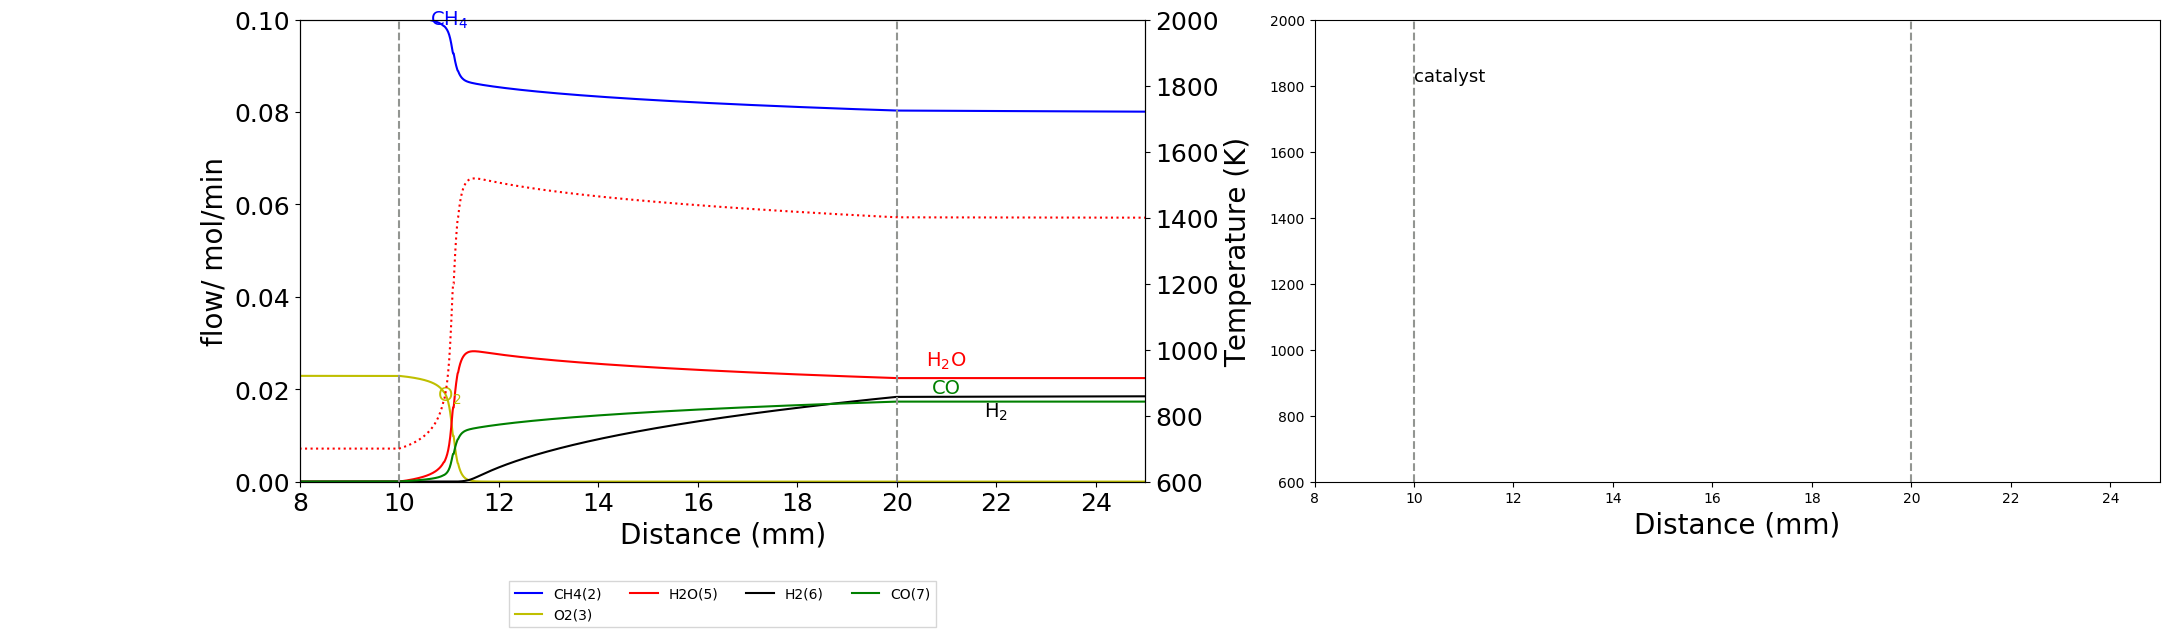 CH₄
0.10
0.08
0.06
0.04
0.02
0.00
flow/ mol/min
H₂O
CO
H₂
O₂
8 10 12 14 16 18 20 22 24
Distance (mm)
2000
1800
1600
1400
1200
1000
800
600
Temperature (K)
CH4(2) H2O(5) H2(6) CO(7)
O2(3)
2000
1800
1600
1400
1200
1000
800
600
catalyst
8 10 12 14 16 18 20 22 24
Distance (mm)